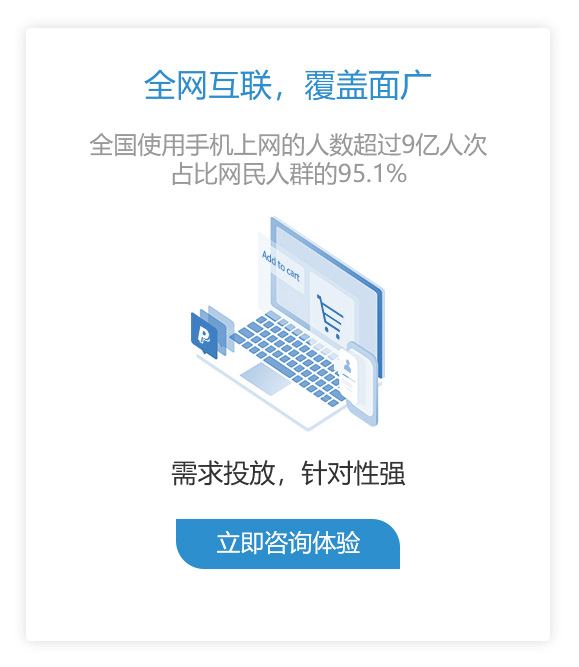 全网互联，覆盖面广
全国使用手机上网的人数超过9亿人次
占比网民人群的95.1%
Add to cart
P
需求投放，针对性强
立即咨询体验